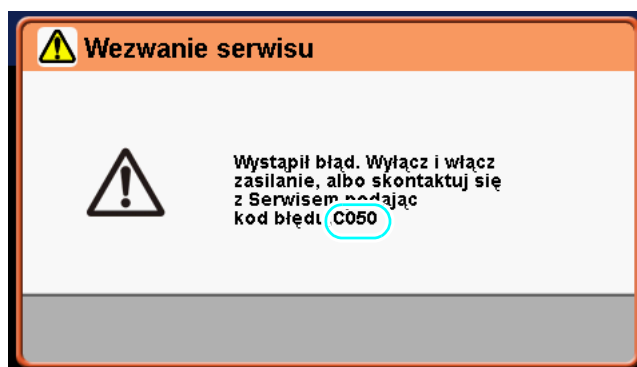 Wezwanie serwisu
Wystąpił błąd. Wyłącz i włącz
zasilanie, albo skontaktuj się
z Serwisem podając
kod błędu C050